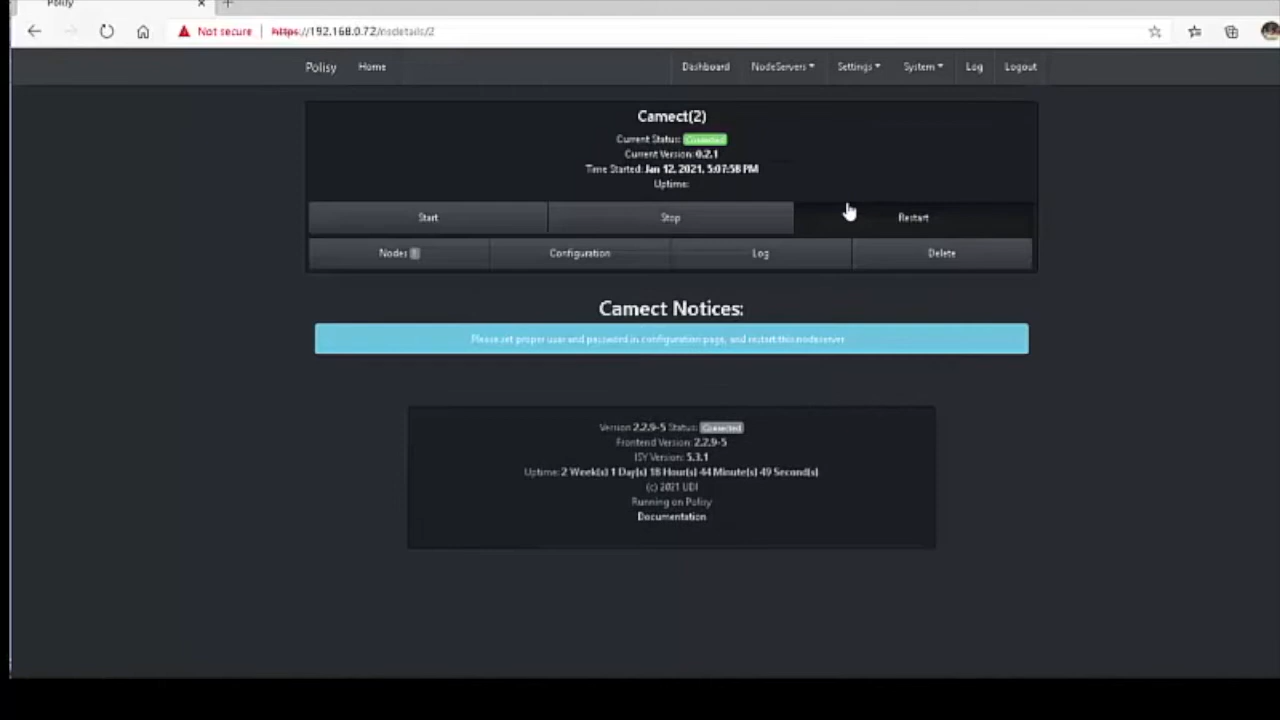 Polisy
Not secure https://192.168.0.72/nsdetails/2
Polisy Home Dashboard NodeServers Settings System Log Logout
Camect(2)
Current Status: Connected
Current Version: 0.2.1
Time Started: Jan 12, 2021, 5:07:58 PM
Uptime:
Start Stop Restart
Nodes 1 Configuration Log Delete
Camect Notices:
Please set proper user and password in configuration page, and restart this nodeserver
Version 2.2.9-5 Status: Connected
Frontend Version: 2.2.9-5
ISY Version: 5.3.1
Uptime: 2 Week(s) 1 Day(s) 18 Hour(s) 44 Minute(s) 49 Second(s)
(c) 2021 UDI
Running on Polisy
Documentation